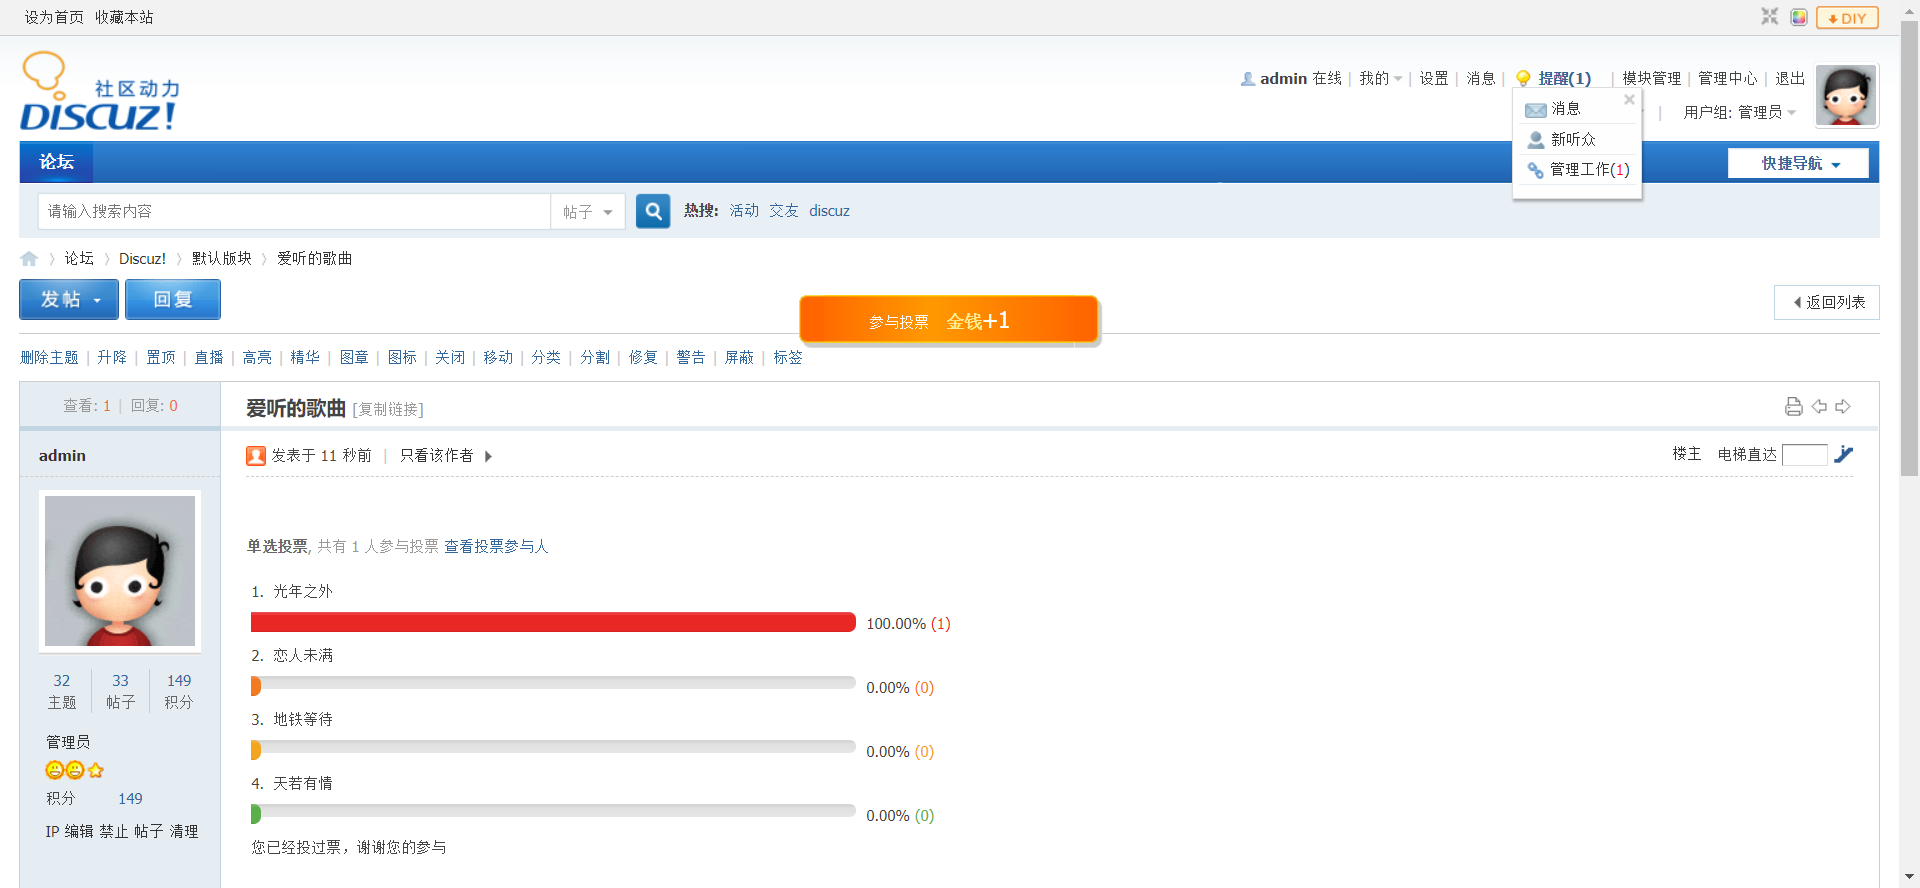 设为首页 收藏本站
DIY
社区动力
DISCUZ!
admin 在线 | 我的 | 设置 | 消息 | 提醒(1) | 模块管理 | 管理中心 | 退出
| 用户组: 管理员
消息
新听众
管理工作(1)
论坛
快捷导航
请输入搜索内容 帖子 热搜: 活动 交友 discuz
论坛 Discuz! 默认版块 爱听的歌曲
发帖 回复
返回列表
参与投票 金钱+1
删除主题 | 升降 | 置顶 | 直播 | 高亮 | 精华 | 图章 | 图标 | 关闭 | 移动 | 分类 | 分割 | 修复 | 警告 | 屏蔽 | 标签
查看: 1 | 回复: 0
爱听的歌曲 [复制链接]
admin
发表于 11 秒前 | 只看该作者
楼主 电梯直达
单选投票, 共有 1 人参与投票 查看投票参与人
1. 光年之外
100.00% (1)
2. 恋人未满
0.00% (0)
3. 地铁等待
0.00% (0)
4. 天若有情
0.00% (0)
您已经投过票，谢谢您的参与
32 33 149
主题 帖子 积分
管理员
积分 149
IP 编辑 禁止 帖子 清理